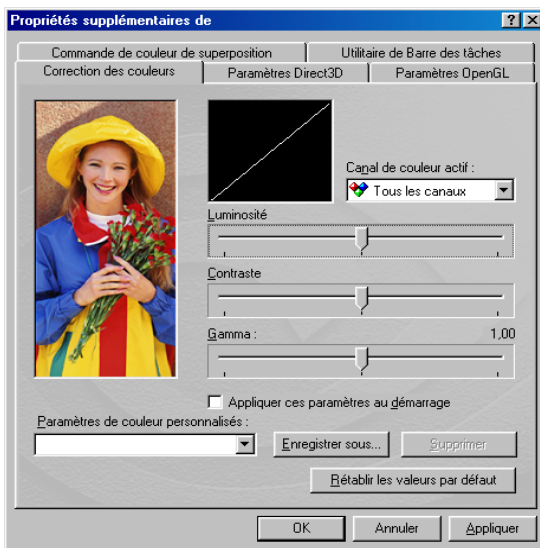 Propriétés supplémentaires de
Commande de couleur de superposition
Utilitaire de Barre des tâches
Correction des couleurs
Paramètres Direct3D
Paramètres OpenGL
Canal de couleur actif :
Tous les canaux
Luminosité
Contraste
Gamma :
1,00
Appliquer ces paramètres au démarrage
Paramètres de couleur personnalisés :
Enregistrer sous...
Supprimer
Rétablir les valeurs par défaut
OK
Annuler
Appliquer